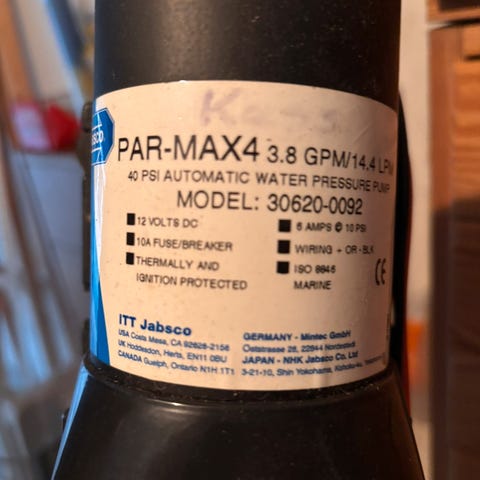 PAR-MAX4 3.8 GPM/14.4 LPM
40 PSI AUTOMATIC WATER PRESSURE PUMP
MODEL: 30620-0092
12 VOLTS DC
10A FUSE/BREAKER
THERMALLY AND
IGNITION PROTECTED
6 AMPS @ 10 PSI
WIRING + OR - BLK
ISO 8846
MARINE
CE
ITT Jabsco
USA Costa Mesa, CA 92628-2158
UK Hoddesdon, Herts, EN11 0BU
CANADA Guelph, Ontario N1H 1T1
GERMANY - Mintec GmbH
Oststrasse 28, 22844 Norderstedt
JAPAN - NHK Jabsco Co. Ltd
3-21-10, Shin Yokohama,